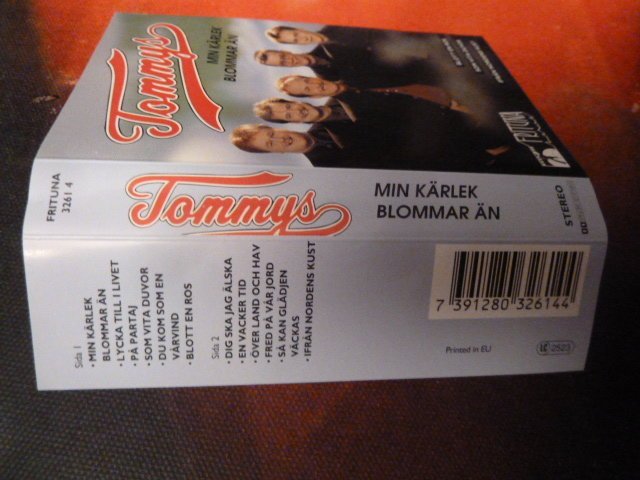 Tommys
MIN KÄRLEK
BLOMMAR ÄN
FRITUNA
3261 4
Tommys
MIN KÄRLEK
BLOMMAR ÄN
STEREO
Sida 1
• MIN KÄRLEK
BLOMMAR ÄN
• LYCKA TILL I LIVET
• PÅ PARTAJ
• SOM VITA DUVOR
• DU KOM SOM EN
VÅRVIND
• BLOTT EN ROS
Sida 2
• DIG SKA JAG ÄLSKA
• EN VACKER TID
• ÖVER LAND OCH HAV
• FRED PÅ VÅR JORD
• SÅ KAN GLÄDJEN
VÄCKAS
• IFRÅN NORDENS KUST
7 391280 326144
Printed in EU
LC 2523